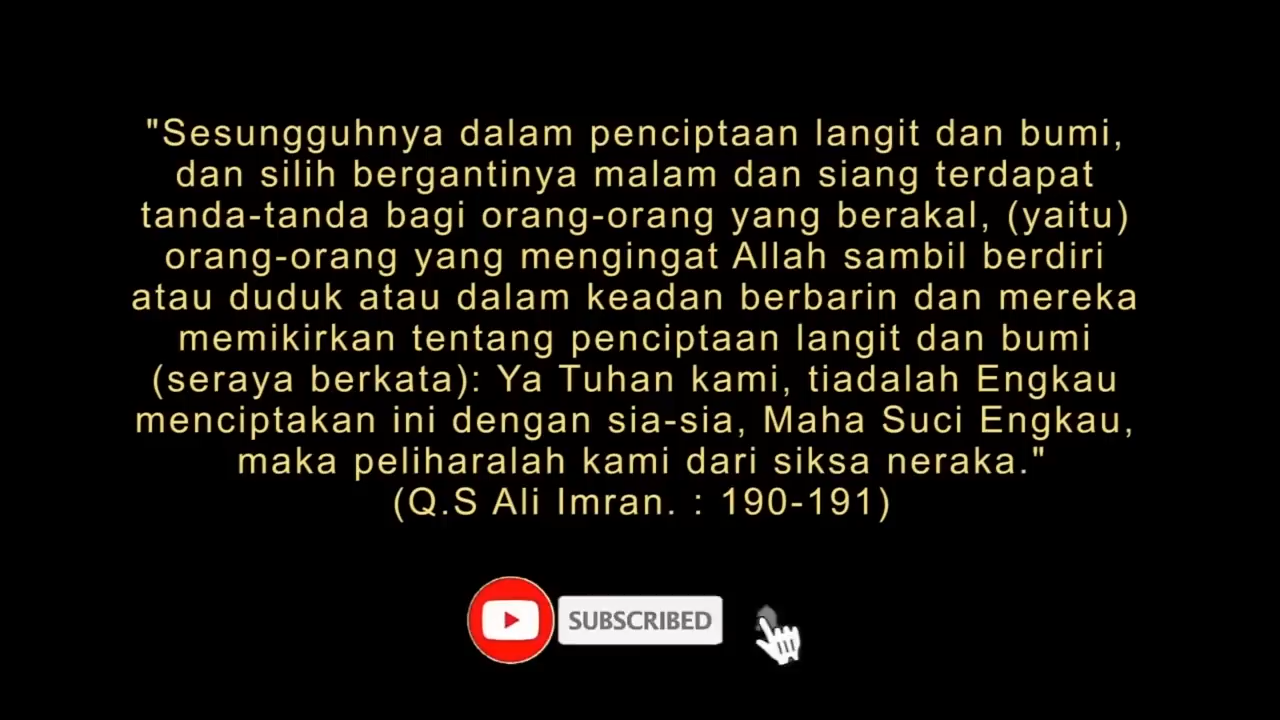 "Sesungguhnya dalam penciptaan langit dan bumi,
dan silih bergantinya malam dan siang terdapat
tanda-tanda bagi orang-orang yang berakal, (yaitu)
orang-orang yang mengingat Allah sambil berdiri
atau duduk atau dalam keadan berbarin dan mereka
memikirkan tentang penciptaan langit dan bumi
(seraya berkata): Ya Tuhan kami, tiadalah Engkau
menciptakan ini dengan sia-sia, Maha Suci Engkau,
maka peliharalah kami dari siksa neraka."
(Q.S Ali Imran. : 190-191)
SUBSCRIBED